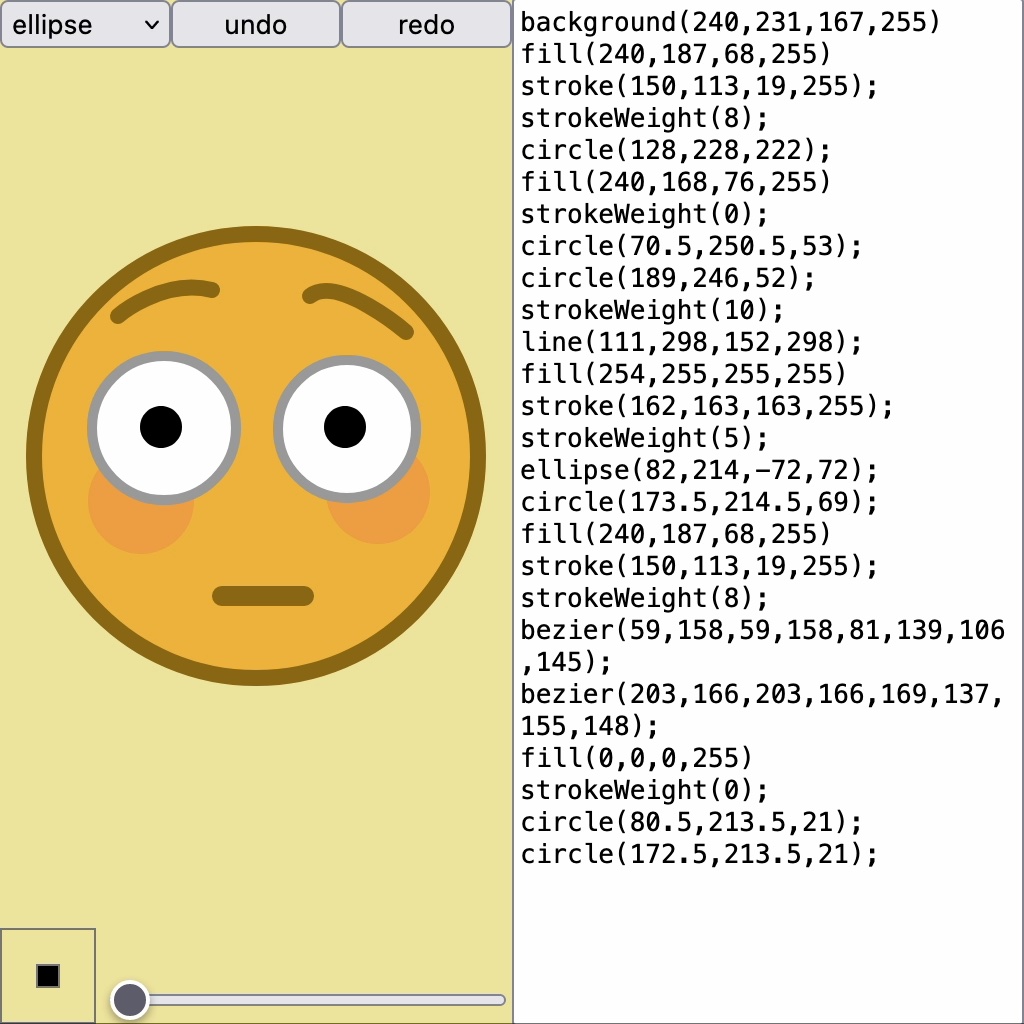 ellipse undo redo
background(240,231,167,255)
fill(240,187,68,255)
stroke(150,113,19,255);
strokeWeight(8);
circle(128,228,222);
fill(240,168,76,255)
strokeWeight(0);
circle(70.5,250.5,53);
circle(189,246,52);
strokeWeight(10);
line(111,298,152,298);
fill(254,255,255,255)
stroke(162,163,163,255);
strokeWeight(5);
ellipse(82,214,−72,72);
circle(173.5,214.5,69);
fill(240,187,68,255)
stroke(150,113,19,255);
strokeWeight(8);
bezier(59,158,59,158,81,139,106
,145);
bezier(203,166,203,166,169,137,
155,148);
fill(0,0,0,255)
strokeWeight(0);
circle(80.5,213.5,21);
circle(172.5,213.5,21);